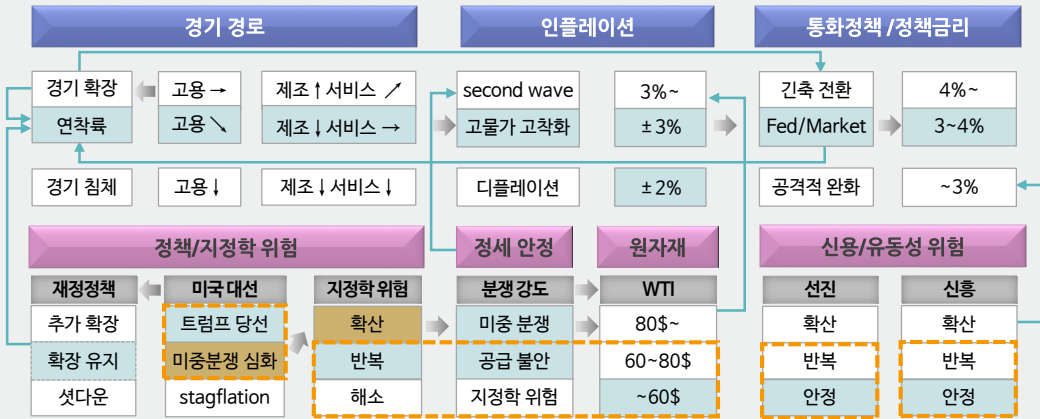 경기 경로
인플레이션
통화정책 /정책금리
경기 확장
고용 →
제조 ↑ 서비스 ↗
second wave
3%~
긴축 전환
4%~
연착륙
고용 ↘
제조 ↓ 서비스 →
고물가 고착화
±3%
Fed/Market
3~4%
경기 침체
고용 ↓
제조 ↓ 서비스 ↓
디플레이션
±2%
공격적 완화
~3%
정책/지정학 위험
정세 안정
원자재
신용/유동성 위험
재정정책
미국 대선
지정학 위험
분쟁 강도
WTI
선진
신흥
추가 확장
트럼프 당선
확산
미중 분쟁
80$~
확산
확산
확장 유지
미중분쟁 심화
반복
공급 불안
60~80$
반복
반복
셧다운
stagflation
해소
지정학 위험
~60$
안정
안정